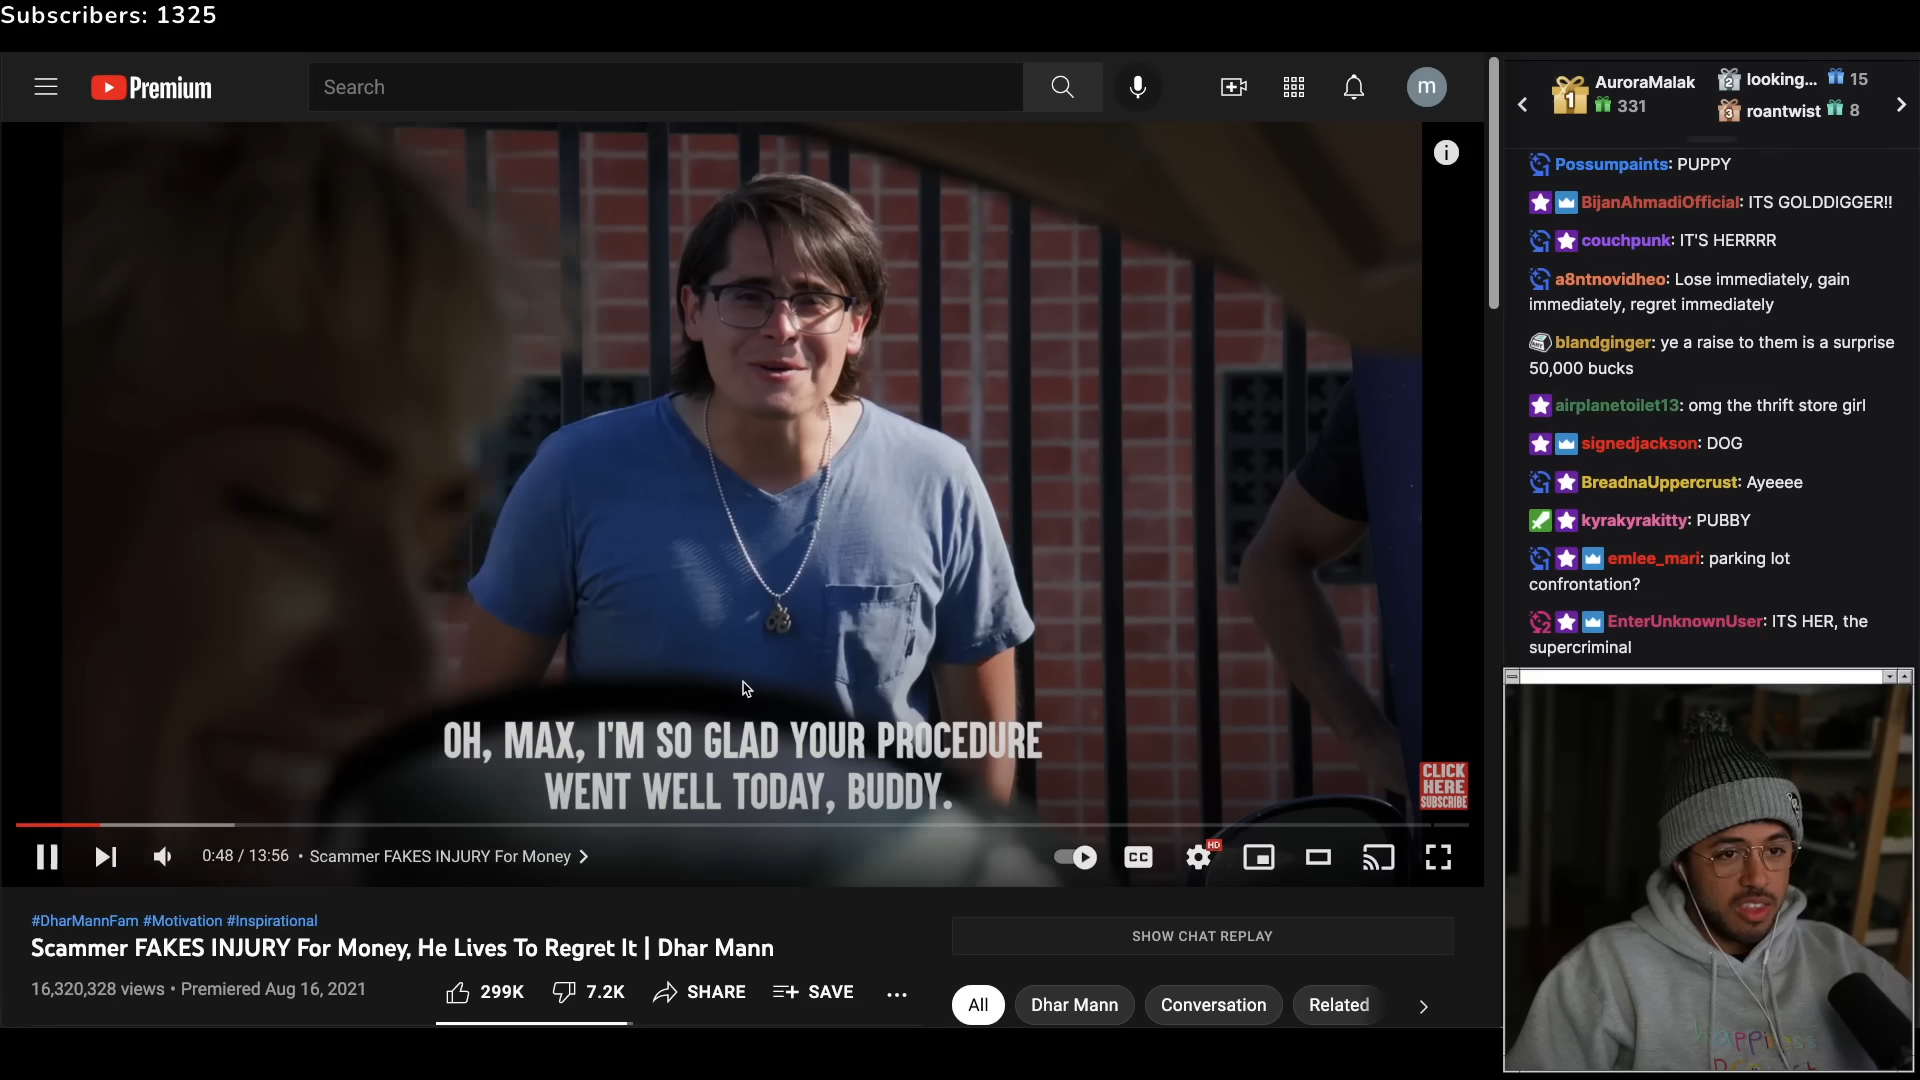 Subscribers: 1325
Premium
Search
m
1
AuroraMalak
331
2
looking...
15
3
roantwist
8
Possumpaints: PUPPY
BijanAhmadiOfficial: ITS GOLDDIGGER!!
couchpunk: IT'S HERRRR
a8ntnovidheo: Lose immediately, gain
immediately, regret immediately
blandginger: ye a raise to them is a surprise
50,000 bucks
airplanetoilet13: omg the thrift store girl
signedjackson: DOG
BreadnaUppercrust: Ayeeee
kyrakyrakitty: PUBBY
emlee_mari: parking lot
confrontation?
EnterUnknownUser: ITS HER, the
supercriminal
OH, MAX, I'M SO GLAD YOUR PROCEDURE
WENT WELL TODAY, BUDDY.
CLICK
HERE
SUBSCRIBE
0:48 / 13:56 • Scammer FAKES INJURY For Money
CC
HD
#DharMannFam #Motivation #Inspirational
Scammer FAKES INJURY For Money, He Lives To Regret It | Dhar Mann
16,320,328 views • Premiered Aug 16, 2021
299K
7.2K
SHARE
SAVE
SHOW CHAT REPLAY
All
Dhar Mann
Conversation
Related
happiness